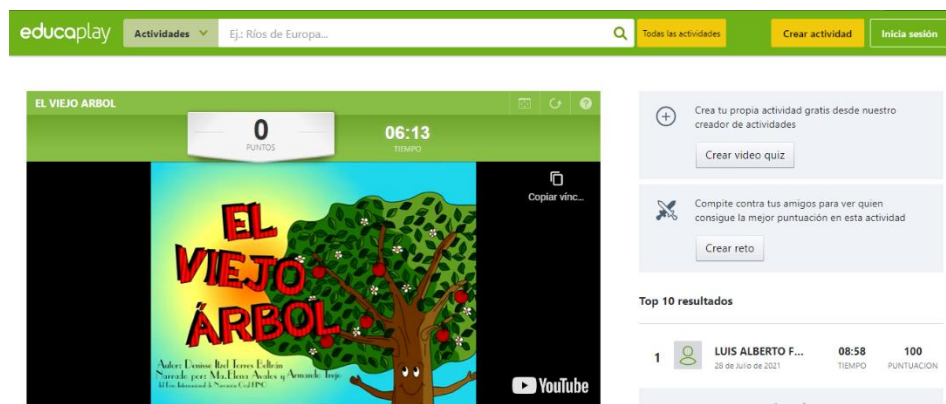 educaplay
Actividades
Ej.: Ríos de Europa...
Todas las actividades
Crear actividad
Inicia sesión
EL VIEJO ARBOL
0
PUNTOS
06:13
TIEMPO
Copiar vínc...
EL
VIEJO
ÁRBOL
Autor: Denisse Itzel Torres Beltrán
Narrado por: Ma. Elena Avalos y Armando Trejo
YouTube
Crea tu propia actividad gratis desde nuestro
creador de actividades
Crear video quiz
Compite contra tus amigos para ver quien
consigue la mejor puntuación en esta actividad
Crear reto
Top 10 resultados
1
LUIS ALBERTO F...
28 de Julio de 2021
08:58
TIEMPO
100
PUNTUACION